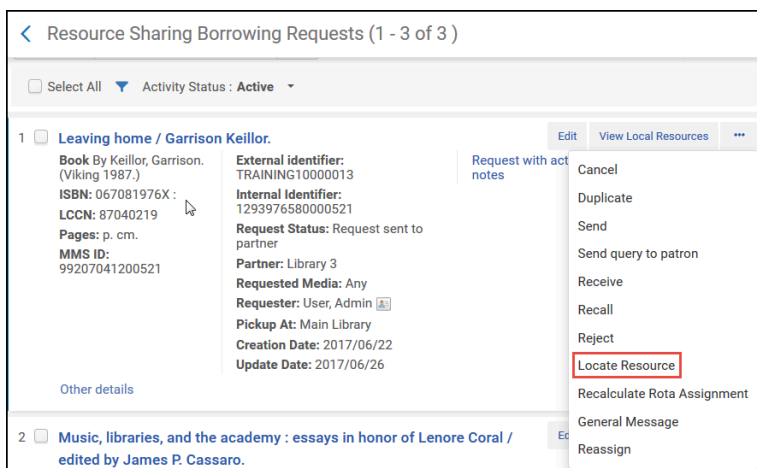 Resource Sharing Borrowing Requests (1 - 3 of 3 )
Select All Activity Status : Active
1 Leaving home / Garrison Keillor.
Edit View Local Resources •••
Book By Keillor, Garrison.
(Viking 1987.)
ISBN: 067081976X :
LCCN: 87040219
Pages: p. cm.
MMS ID:
99207041200521
External identifier:
TRAINING10000013
Internal Identifier:
1293976580000521
Request Status: Request sent to
partner
Partner: Library 3
Requested Media: Any
Requester: User, Admin
Pickup At: Main Library
Creation Date: 2017/06/22
Update Date: 2017/06/26
Request with act
notes
Cancel
Duplicate
Send
Send query to patron
Receive
Recall
Reject
Locate Resource
Recalculate Rota Assignment
General Message
Reassign
Other details
2 Music, libraries, and the academy : essays in honor of Lenore Coral /
edited by James P. Cassaro.